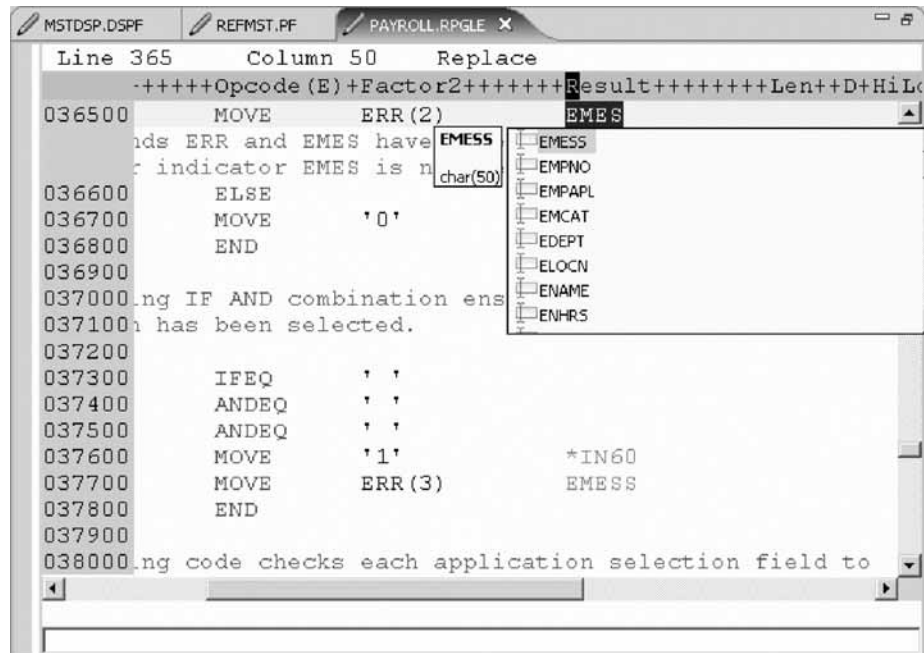 MSTDSP.DSPF REFMST.PF PAYROLL.RPGLE
Line 365 Column 50 Replace
-+++++Opcode(E)+Factor2+++++++Result++++++++Len++D+HiLo
036500 MOVE ERR(2) EMES
nds ERR and EMES have
r indicator EMES is n
EMESS
char(50)
EMESS
EMPNO
EMPAPL
EMCAT
EDEPT
ELOCN
ENAME
ENHRS
036600 ELSE
036700 MOVE '0'
036800 END
036900
037000 ng IF AND combination ens
037100 n has been selected.
037200
037300 IFEQ ' '
037400 ANDEQ ' '
037500 ANDEQ ' '
037600 MOVE '1' *IN60
037700 MOVE ERR(3) EMESS
037800 END
037900
038000 ng code checks each application selection field to